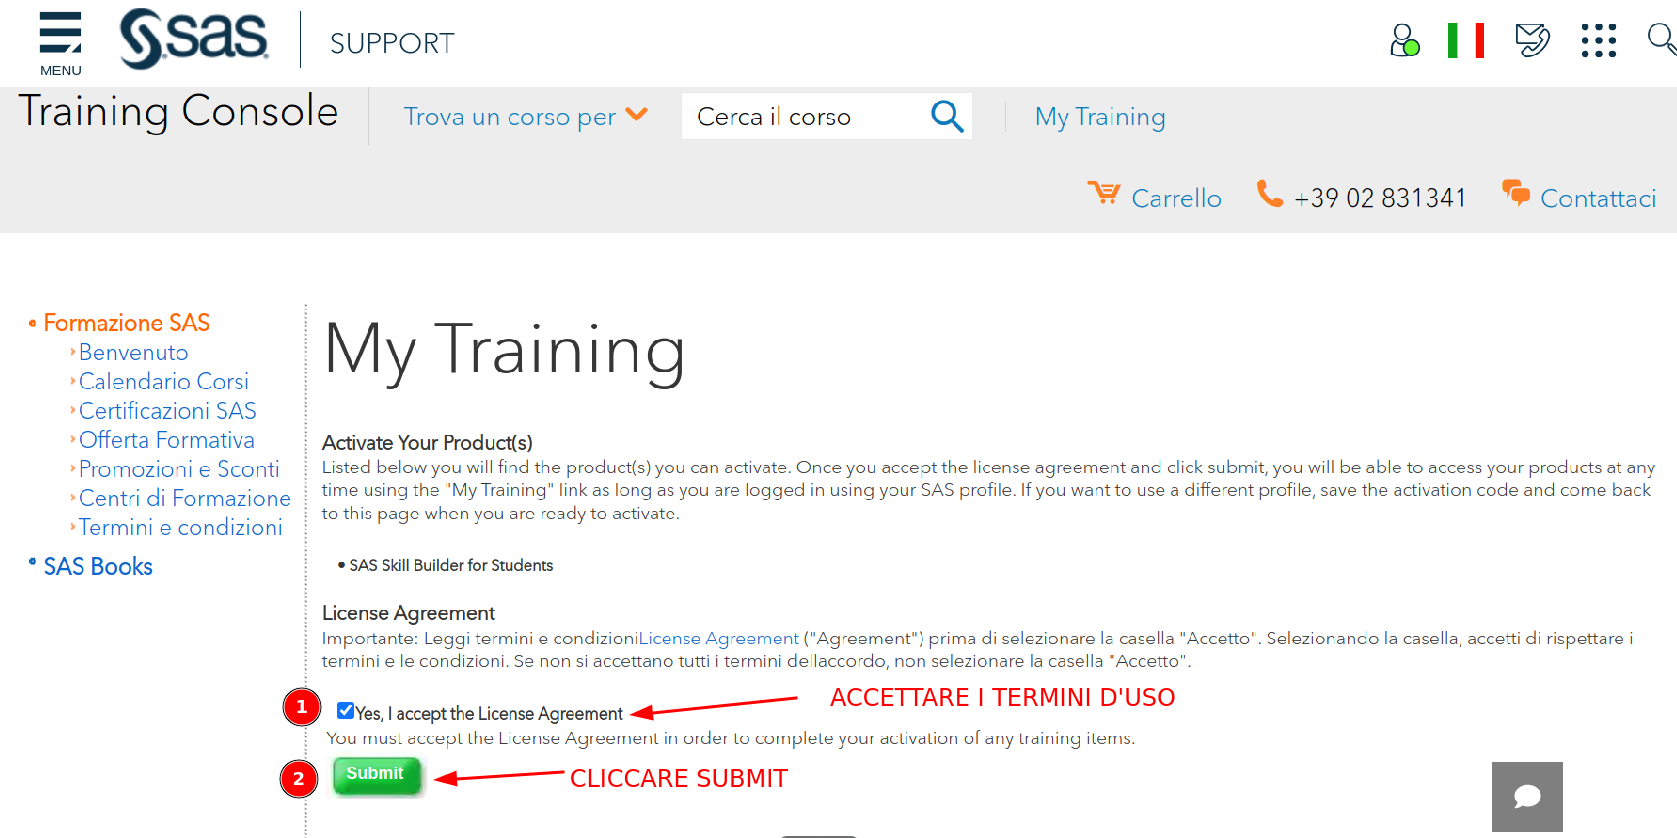 MENU
sas
SUPPORT
Training Console
Trova un corso per
Cerca il corso
My Training
Carrello
+39 02 831341
Contattaci
Formazione SAS
Benvenuto
Calendario Corsi
Certificazioni SAS
Offerta Formativa
Promozioni e Sconti
Centri di Formazione
Termini e condizioni
SAS Books
My Training
Activate Your Product(s)
Listed below you will find the product(s) you can activate. Once you accept the license agreement and click submit, you will be able to access your products at any
time using the "My Training" link as long as you are logged in using your SAS profile. If you want to use a different profile, save the activation code and come back
to this page when you are ready to activate.
• SAS Skill Builder for Students
License Agreement
Importante: Leggi termini e condizioniLicense Agreement ("Agreement") prima di selezionare la casella "Accetto". Selezionando la casella, accetti di rispettare i
termini e le condizioni. Se non si accettano tutti i termini dellaccordo, non selezionare la casella "Accetto".
1
Yes, I accept the License Agreement
ACCETTARE I TERMINI D'USO
You must accept the License Agreement in order to complete your activation of any training items.
2
Submit
CLICCARE SUBMIT